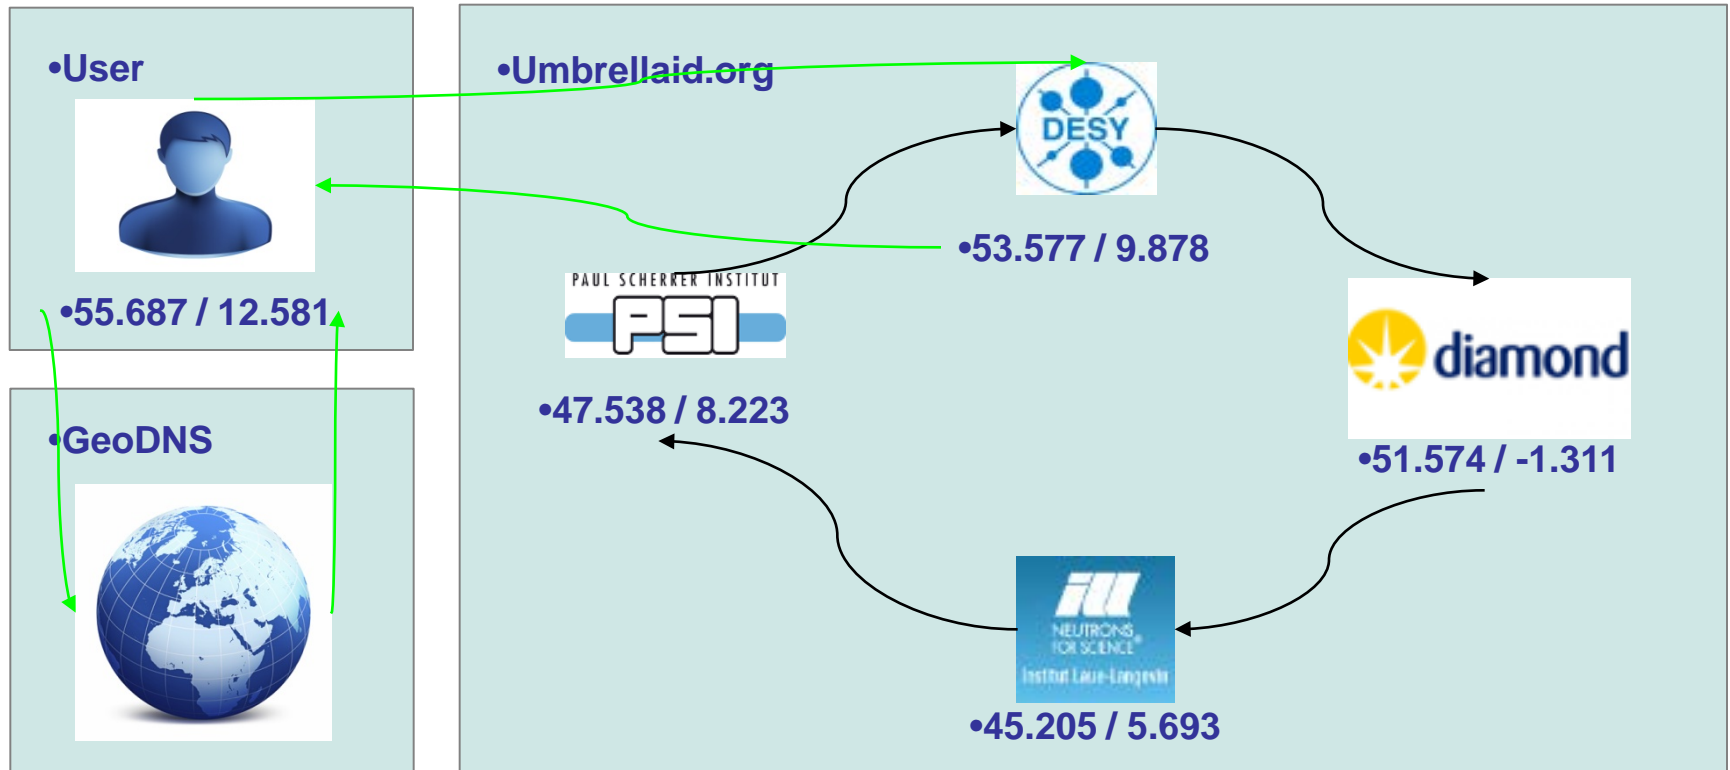 •User
•55.687 / 12.581
•GeoDNS
•Umbrellaid.org
DESY
•53.577 / 9.878
PAUL SCHERRER INSTITUT
PSI
•47.538 / 8.223
diamond
•51.574 / -1.311
ill
NEUTRONS
FOR SCIENCE®
Institut Laue-Langevin
•45.205 / 5.693